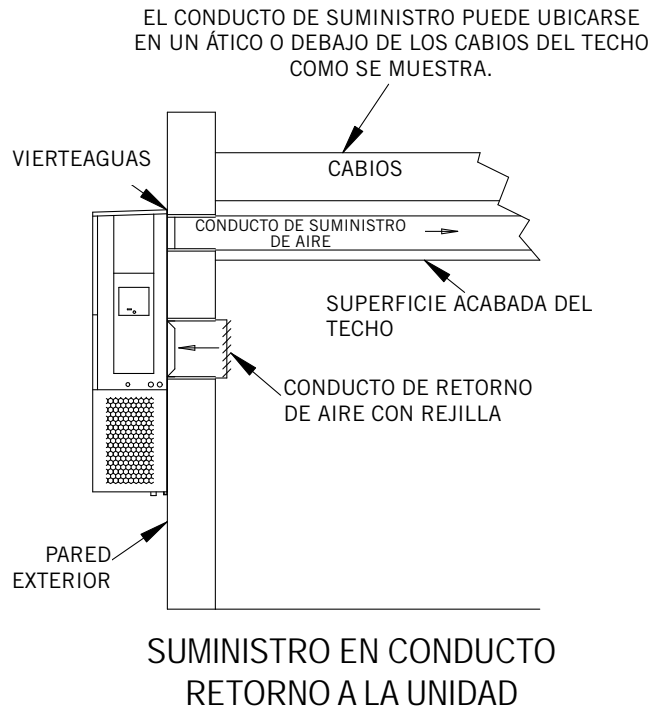 EL CONDUCTO DE SUMINISTRO PUEDE UBICARSE
EN UN ÁTICO O DEBAJO DE LOS CABIOS DEL TECHO
COMO SE MUESTRA.
VIERTEAGUAS
CABIOS
CONDUCTO DE SUMINISTRO
DE AIRE
SUPERFICIE ACABADA DEL
TECHO
CONDUCTO DE RETORNO
DE AIRE CON REJILLA
PARED
EXTERIOR
SUMINISTRO EN CONDUCTO
RETORNO A LA UNIDAD